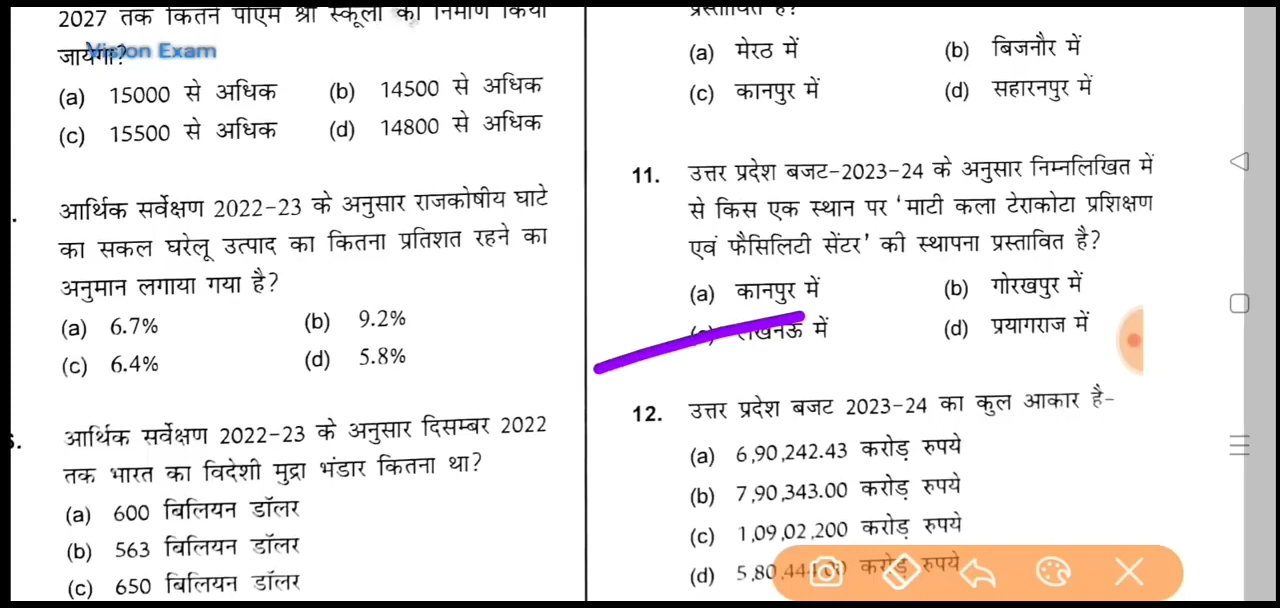 2027 तक कितने पीएम श्री स्कूलों का निर्माण किया
जायेगा?
Vision Exam
(a) 15000 से अधिक (b) 14500 से अधिक
(c) 15500 से अधिक (d) 14800 से अधिक
आर्थिक सर्वेक्षण 2022-23 के अनुसार राजकोषीय घाटे
का सकल घरेलू उत्पाद का कितना प्रतिशत रहने का
अनुमान लगाया गया है?
(a) 6.7% (b) 9.2%
(c) 6.4% (d) 5.8%
आर्थिक सर्वेक्षण 2022-23 के अनुसार दिसम्बर 2022
तक भारत का विदेशी मुद्रा भंडार कितना था?
(a) 600 बिलियन डॉलर
(b) 563 बिलियन डॉलर
(c) 650 बिलियन डॉलर
प्रस्तावित है?
(a) मेरठ में (b) बिजनौर में
(c) कानपुर में (d) सहारनपुर में
11. उत्तर प्रदेश बजट-2023-24 के अनुसार निम्नलिखित में
से किस एक स्थान पर 'माटी कला टेराकोटा प्रशिक्षण
एवं फैसिलिटी सेंटर' की स्थापना प्रस्तावित है?
(a) कानपुर में (b) गोरखपुर में
(c) लखनऊ में (d) प्रयागराज में
12. उत्तर प्रदेश बजट 2023-24 का कुल आकार है-
(a) 6,90,242.43 करोड़ रुपये
(b) 7,90,343.00 करोड़ रुपये
(c) 1,09,02,200 करोड़ रुपये
(d) 5,80,444.00 करोड़ रुपये